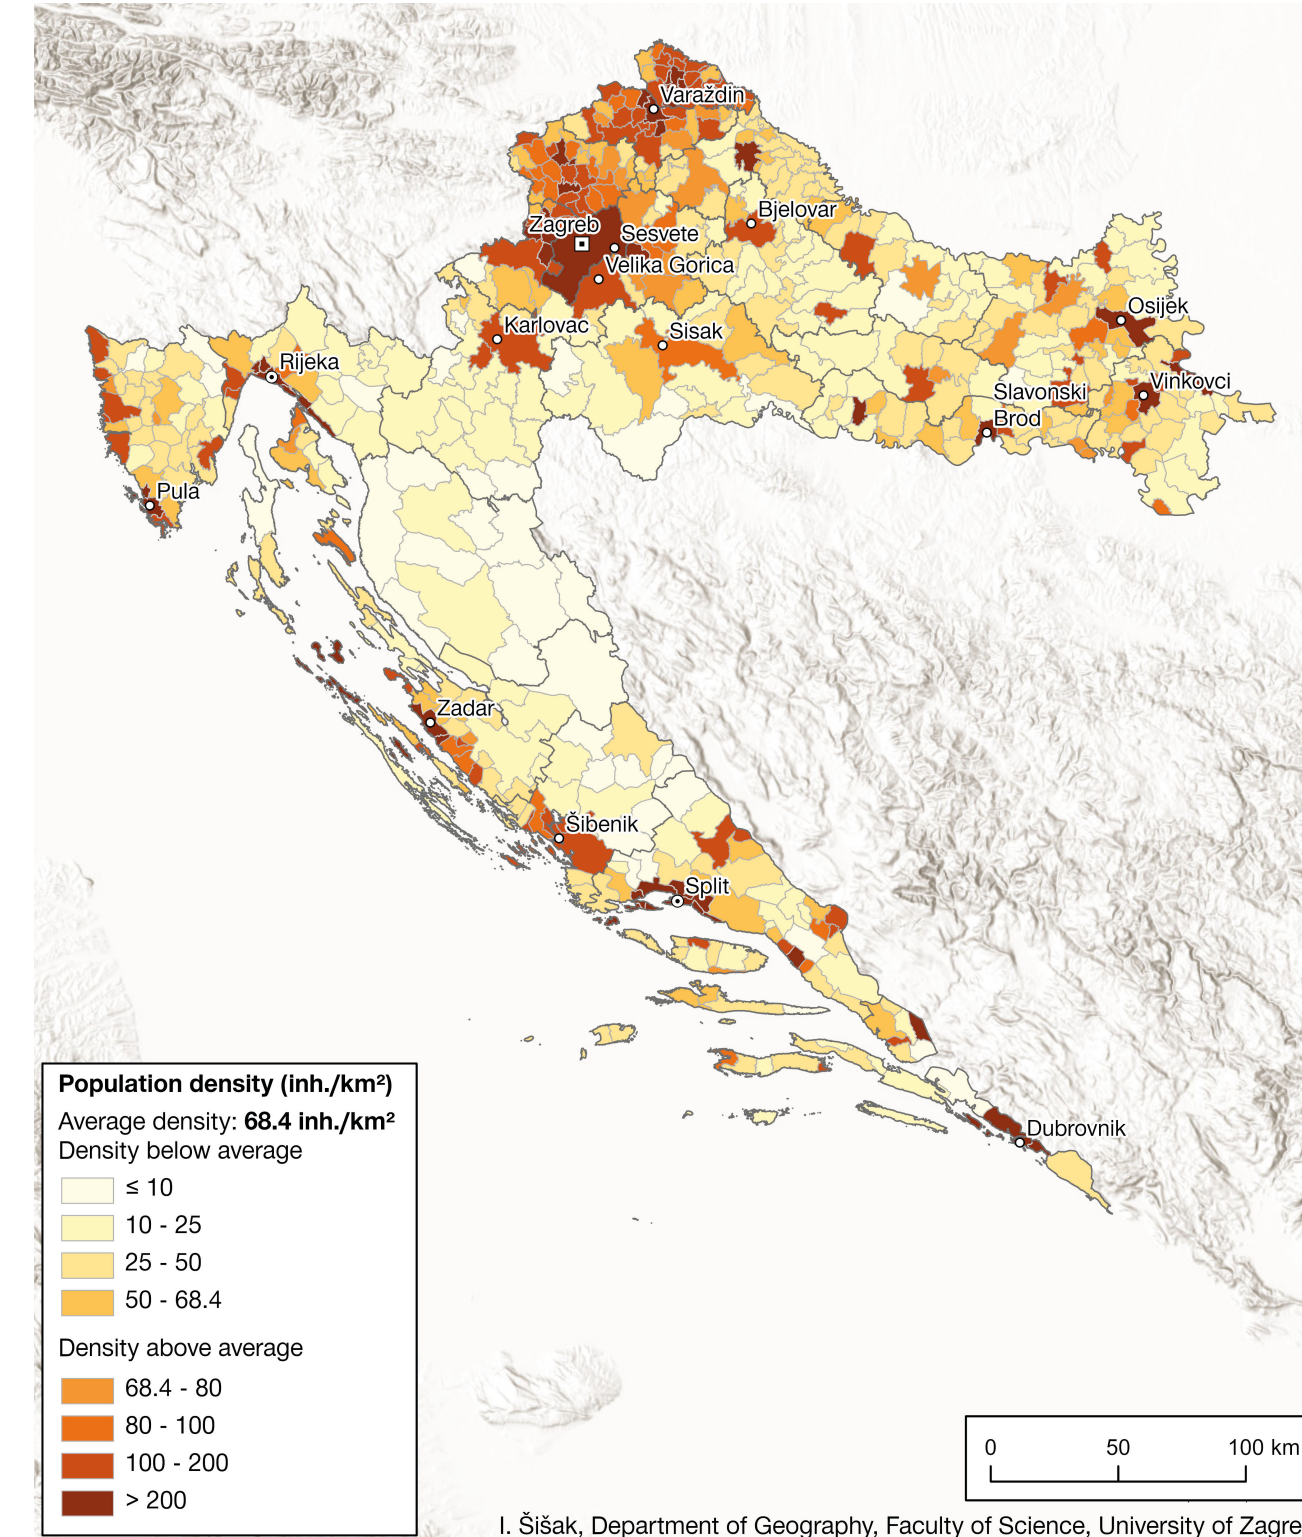 Varaždin
Bjelovar
Zagreb
Sesvete
Velika Gorica
Osijek
Karlovac
Sisak
Rijeka
Slavonski
Brod
Vinkovci
Pula
Zadar
Šibenik
Split
Dubrovnik
Population density (inh./km²)
Average density: 68.4 inh./km²
Density below average
≤ 10
10 - 25
25 - 50
50 - 68.4
Density above average
68.4 - 80
80 - 100
100 - 200
> 200
0 50 100 km
I. Šišak, Department of Geography, Faculty of Science, University of Zagre